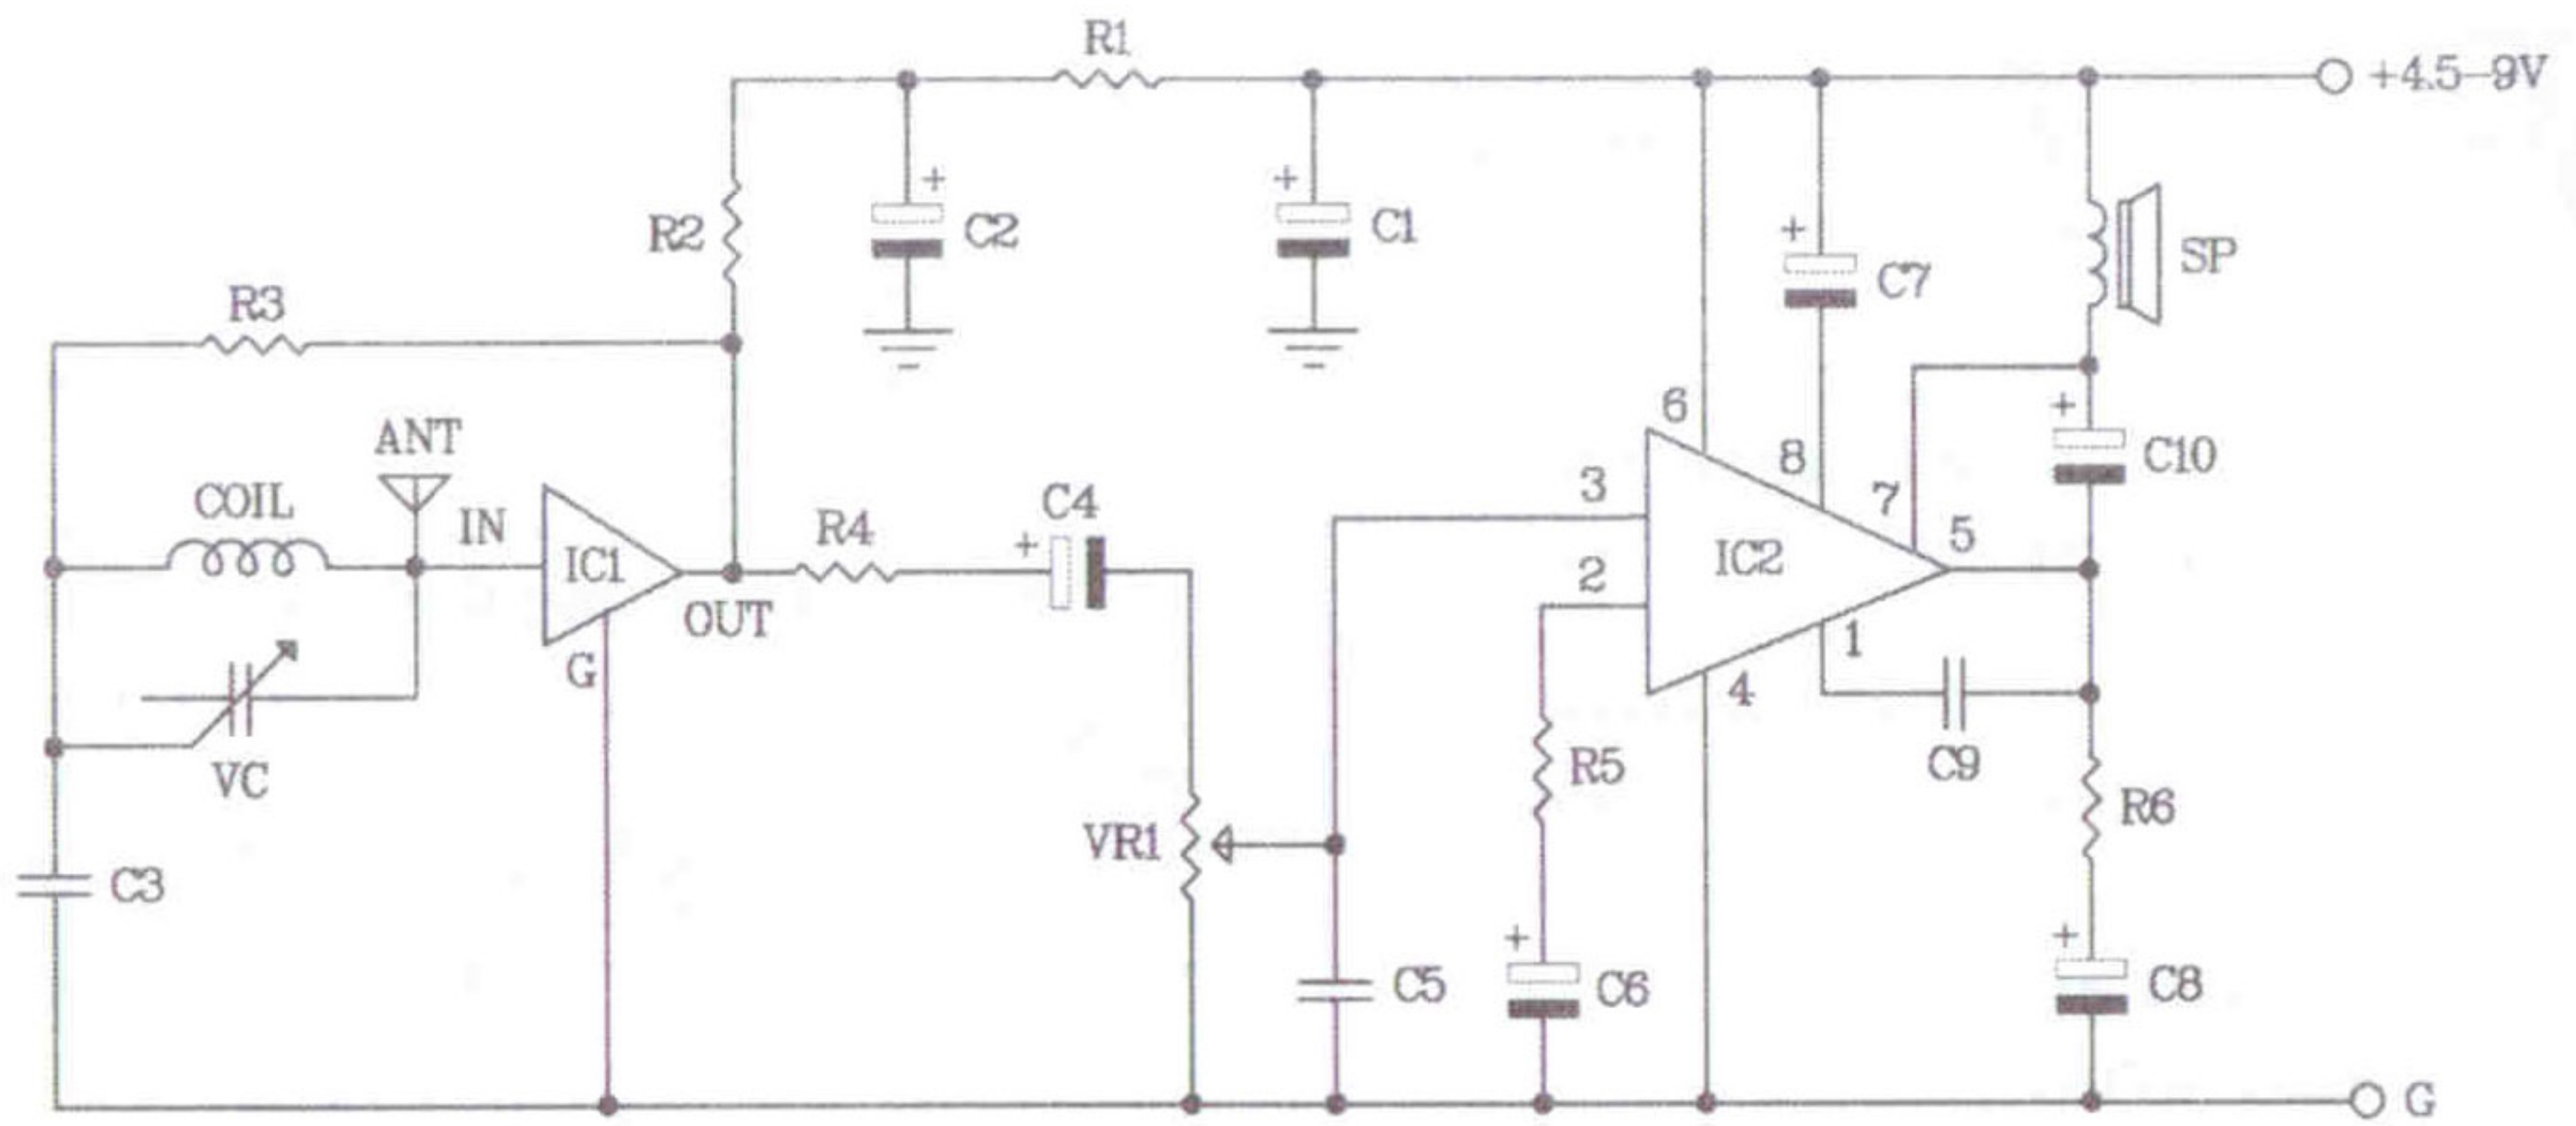 R1
+4.5-9V
+
+
R2
C2
C1
+
C7
SP
R3
6
+
ANT
8
C10
COIL
IN
3
7
IC1
R4
+
C4
5
IC2
2
OUT
G
1
4
VC
R5
C9
VR1
R6
C3
+
+
C5
C6
C8
G